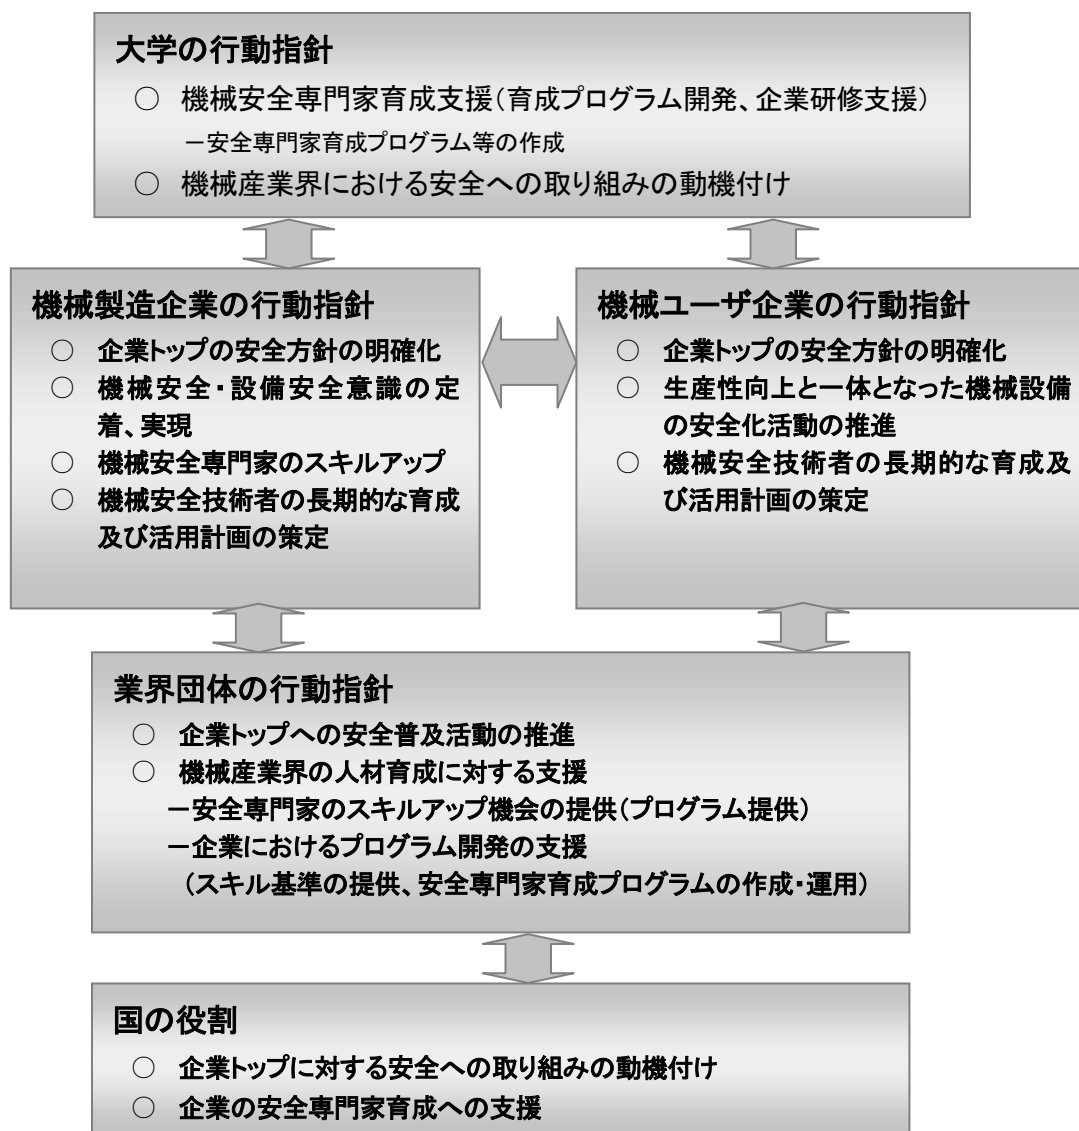 大学の行動指針
○ 機械安全専門家育成支援(育成プログラム開発、企業研修支援)
－安全専門家育成プログラム等の作成
○ 機械産業界における安全への取り組みの動機付け
機械製造企業の行動指針
○ 企業トップの安全方針の明確化
○ 機械安全・設備安全意識の定
着、実現
○ 機械安全専門家のスキルアップ
○ 機械安全技術者の長期的な育成
及び活用計画の策定
機械ユーザ企業の行動指針
○ 企業トップの安全方針の明確化
○ 生産性向上と一体となった機械設備
の安全化活動の推進
○ 機械安全技術者の長期的な育成及
び活用計画の策定
業界団体の行動指針
○ 企業トップへの安全普及活動の推進
○ 機械産業界の人材育成に対する支援
－安全専門家のスキルアップ機会の提供(プログラム提供)
－企業におけるプログラム開発の支援
(スキル基準の提供、安全専門家育成プログラムの作成・運用)
国の役割
○ 企業トップに対する安全への取り組みの動機付け
○ 企業の安全専門家育成への支援